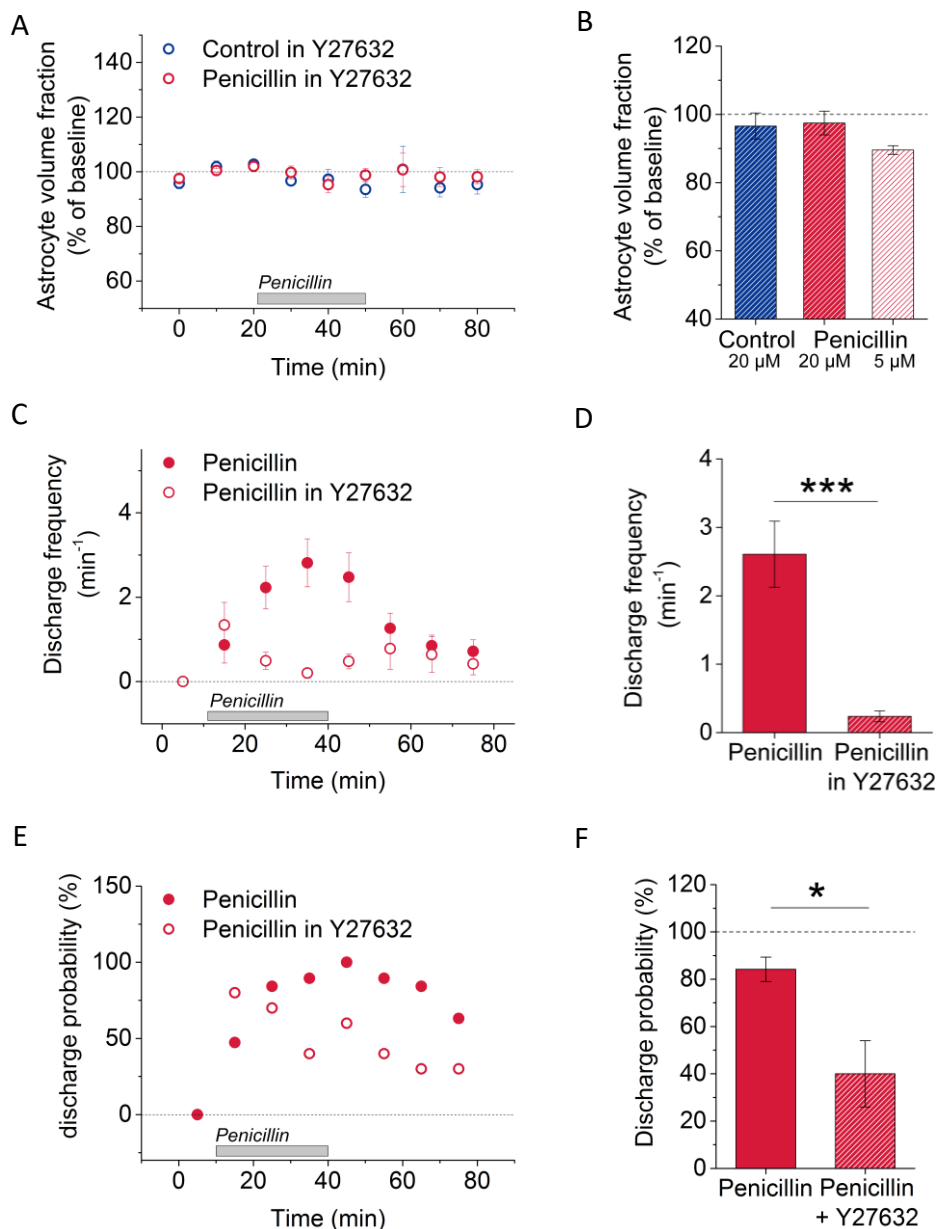 A
Astrocyte volume fraction
(% of baseline)
140
120
100
80
60
Control in Y27632
Penicillin in Y27632
Penicillin
0 20 40 60 80
Time (min)
B
Astrocyte volume fraction
(% of baseline)
120
100
80
60
40
Control Penicillin
20 µM 20 µM 5 µM
C
Discharge frequency
(min-1)
4
2
0
Penicillin
Penicillin in Y27632
Penicillin
0 20 40 60 80
Time (min)
D
Discharge frequency
(min-1)
4
3
2
1
0
***
Penicillin Penicillin
in Y27632
E
discharge probability (%)
150
100
50
0
Penicillin
Penicillin in Y27632
Penicillin
0 20 40 60 80
Time (min)
F
Discharge probability (%)
120
100
80
60
40
20
0
*
Penicillin Penicillin
+ Y27632